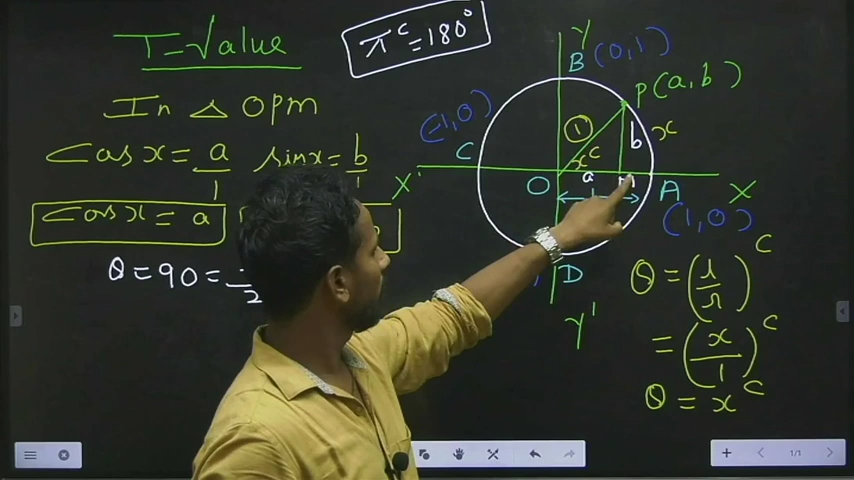 T-Value
π^c = 180°
In △ OPM
Cos x = a/1 sin x = b/1
Cos x = a
θ = 90 =
2
Y
B (0,1)
P (a,b)
(-1,0)
1
b
x^c
x
C
X'
O
a
M
A
X
1
(1,0)
D
Y'
θ = (l/r)^c
= (x/1)^c
θ = x^c
1/1